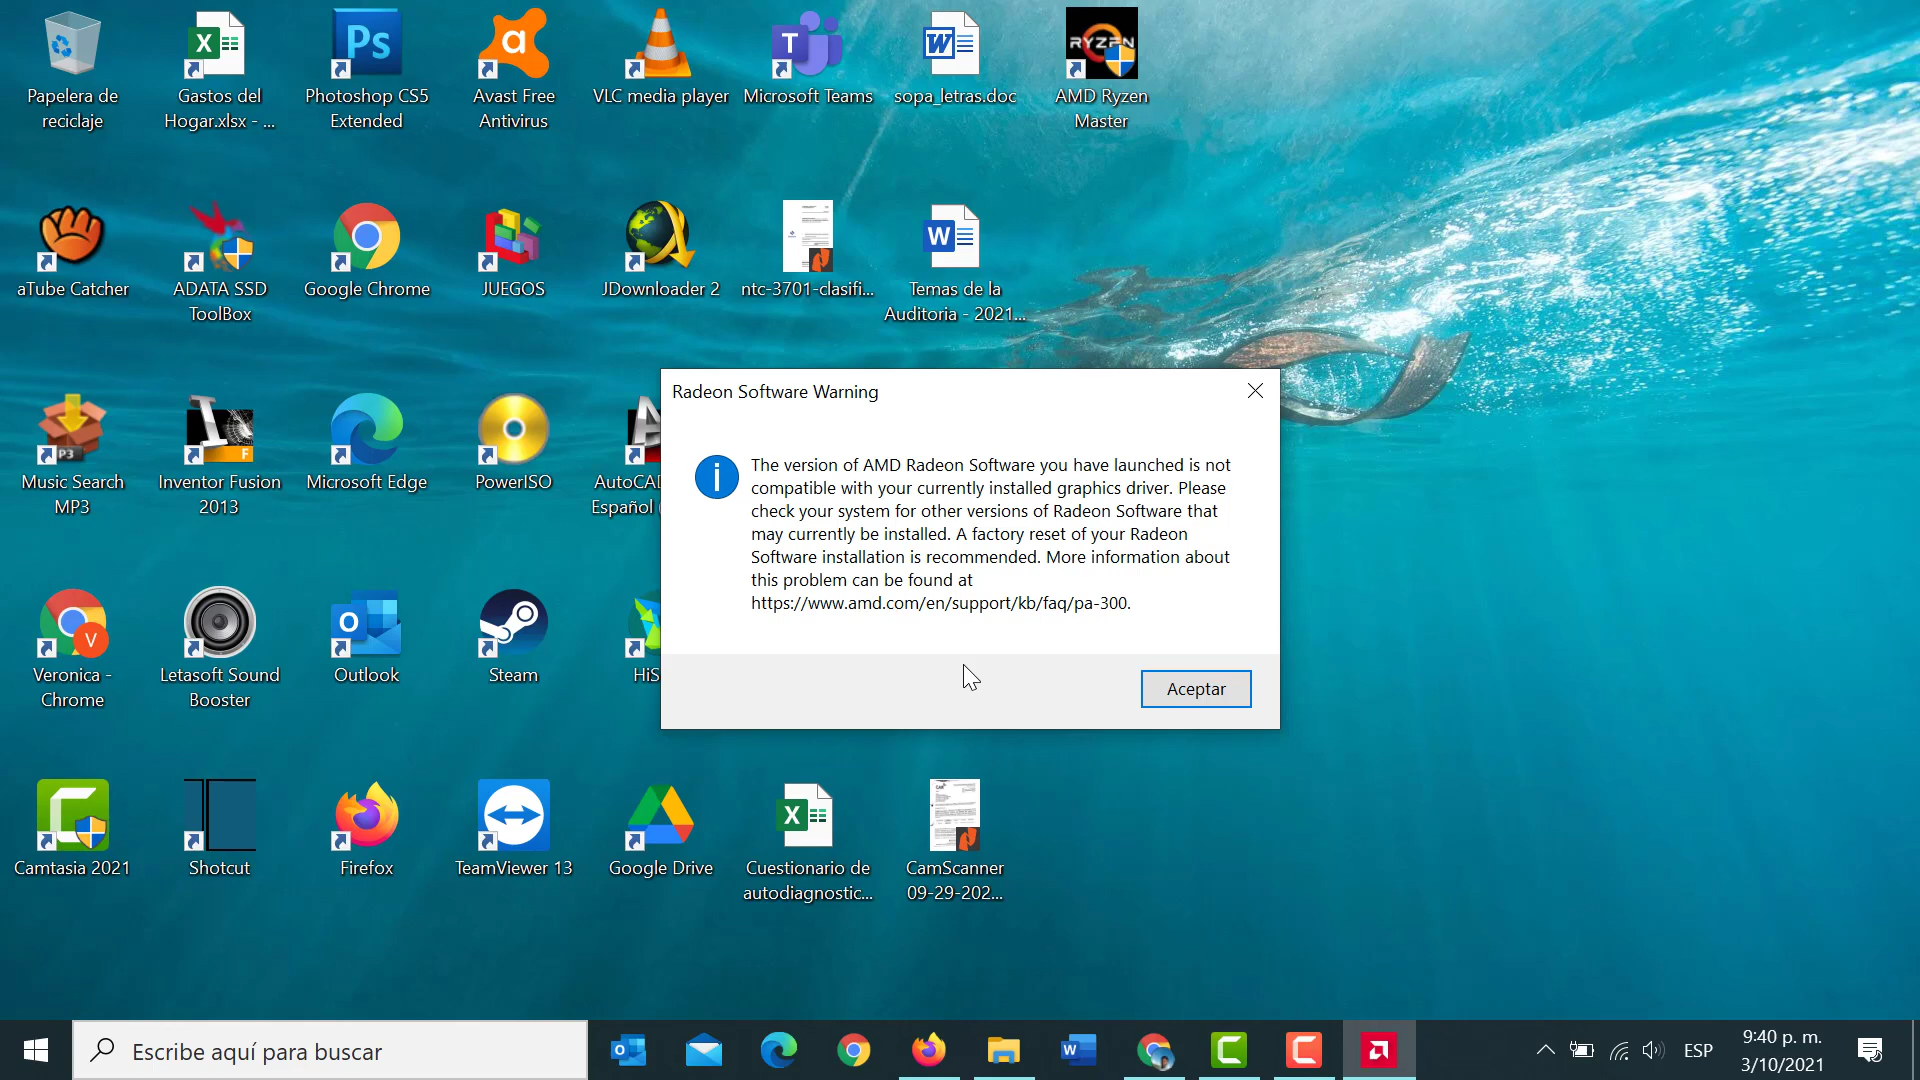 Papelera de
reciclaje
Gastos del
Hogar.xlsx - ...
Ps
Photoshop CS5
Extended
Avast Free
Antivirus
VLC media player
Microsoft Teams
sopa_letras.doc
RYZEN
AMD Ryzen
Master
aTube Catcher
ADATA SSD
ToolBox
Google Chrome
JUEGOS
JDownloader 2
ntc-3701-clasifi...
Temas de la
Auditoria - 2021...
Music Search
MP3
Inventor Fusion
2013
Microsoft Edge
PowerISO
AutoCAD
Español
Radeon Software Warning
The version of AMD Radeon Software you have launched is not
compatible with your currently installed graphics driver. Please
check your system for other versions of Radeon Software that
may currently be installed. A factory reset of your Radeon
Software installation is recommended. More information about
this problem can be found at
https://www.amd.com/en/support/kb/faq/pa-300.
Aceptar
Veronica -
Chrome
Letasoft Sound
Booster
Outlook
Steam
HiS
Camtasia 2021
Shotcut
Firefox
TeamViewer 13
Google Drive
Cuestionario de
autodiagnostic...
CamScanner
09-29-202...
Escribe aquí para buscar
ESP
9:40 p. m.
3/10/2021